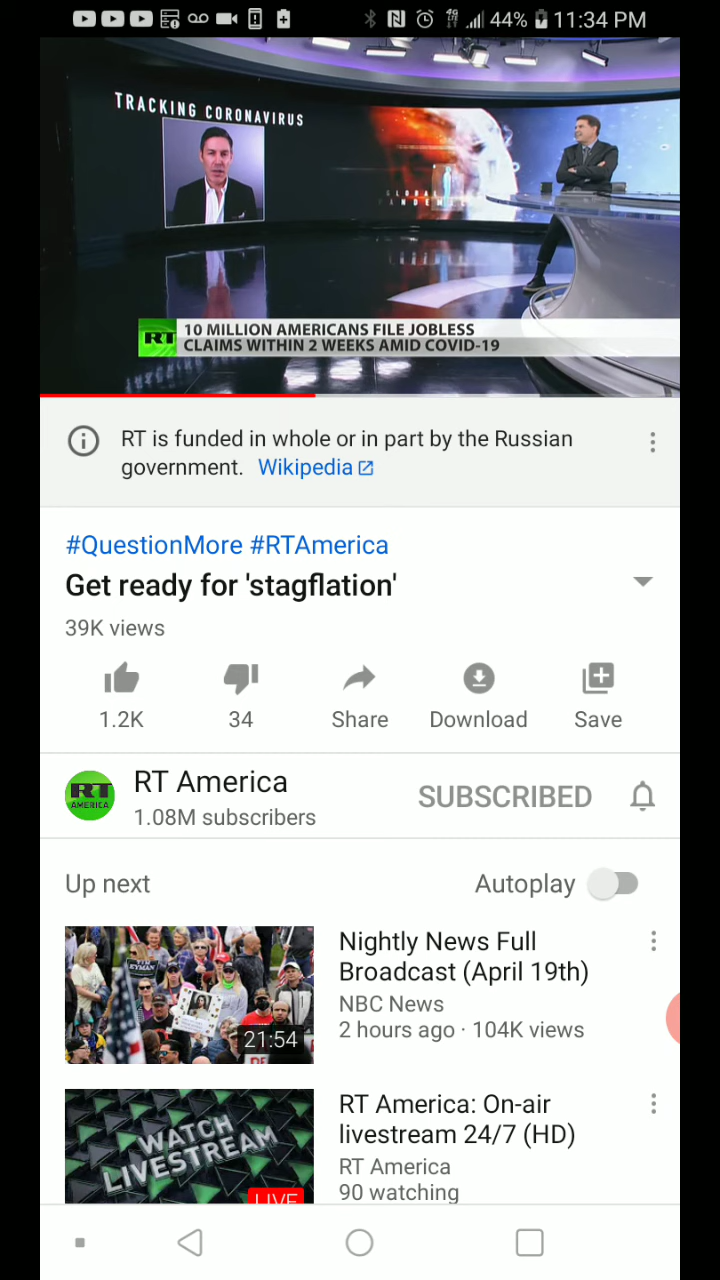 44% 11:34 PM
TRACKING CORONAVIRUS
GLOBAL
PANDEMIC
RT
10 MILLION AMERICANS FILE JOBLESS
CLAIMS WITHIN 2 WEEKS AMID COVID-19
RT is funded in whole or in part by the Russian
government. Wikipedia
#QuestionMore #RTAmerica
Get ready for 'stagflation'
39K views
1.2K 34 Share Download Save
RT
AMERICA
RT America
1.08M subscribers
SUBSCRIBED
Up next
Autoplay
EYMAN
21:54
Nightly News Full
Broadcast (April 19th)
NBC News
2 hours ago · 104K views
WATCH
LIVESTREAM
LIVE
RT America: On-air
livestream 24/7 (HD)
RT America
90 watching